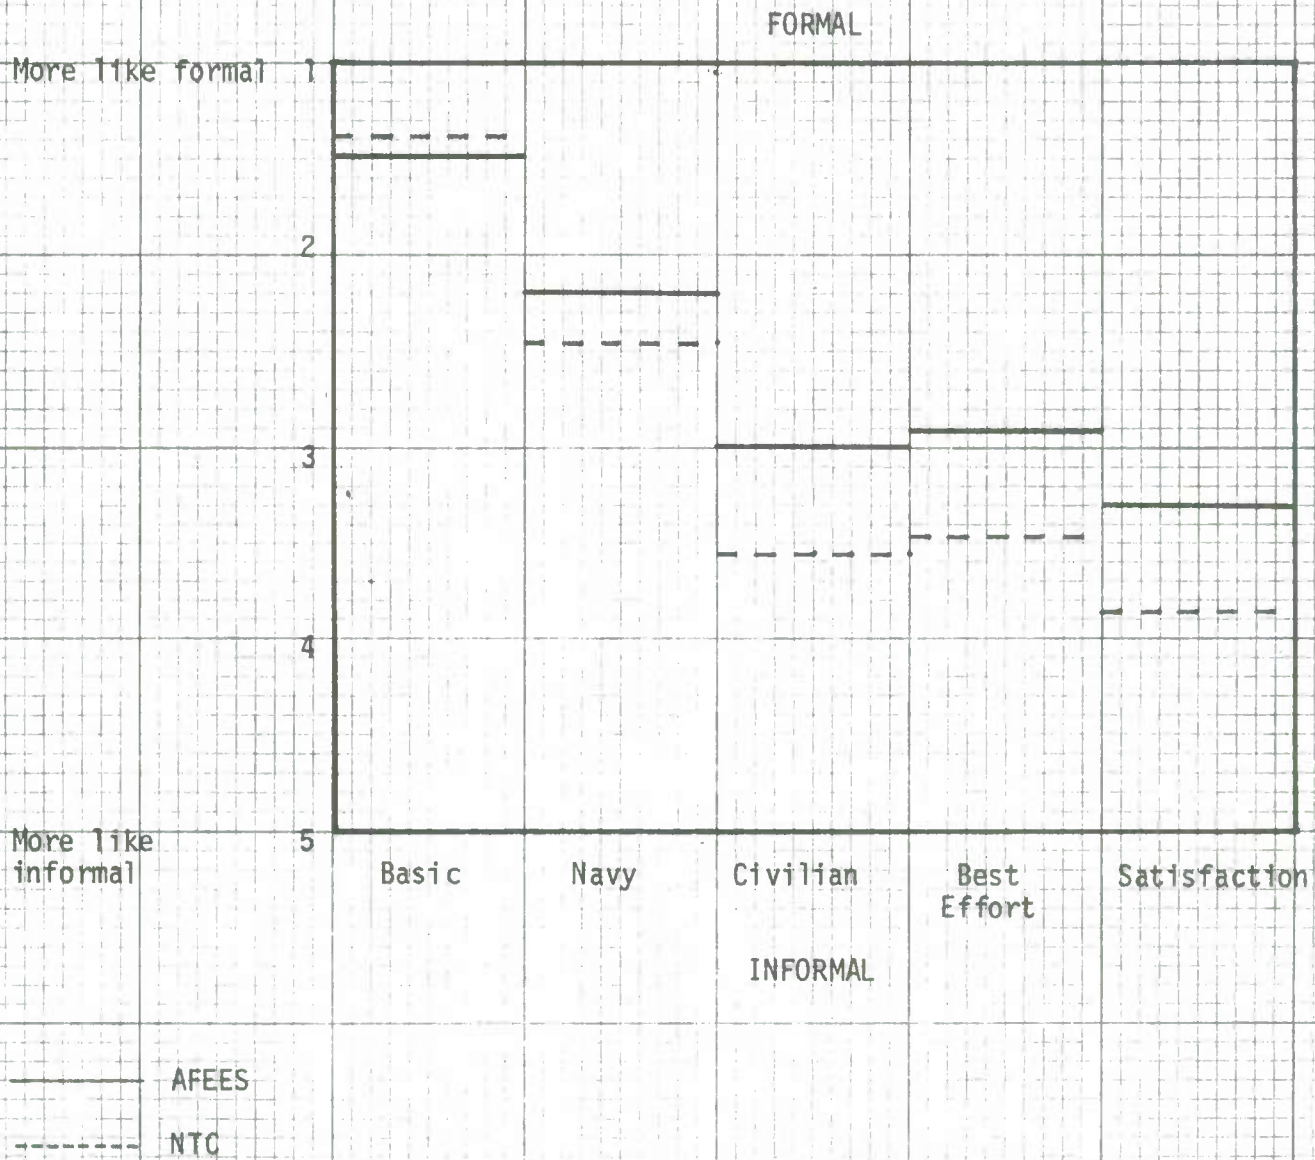 FORMAL
More like formal 1
2
3
4
More like 5
informal
Basic Navy Civilian Best Satisfaction
Effort
INFORMAL
AFEES
NTC